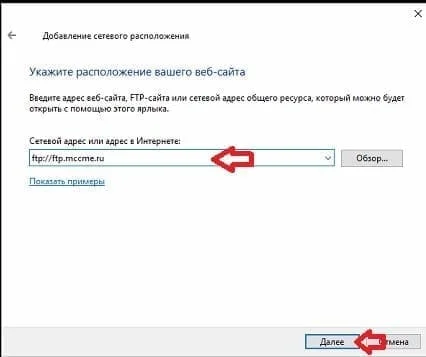 Добавление сетевого расположения
Укажите расположение вашего веб-сайта
Введите адрес веб-сайта, FTP-сайта или сетевой адрес общего ресурса, который можно будет
открыть с помощью этого ярлыка.
Сетевой адрес или адрес в Интернете:
ftp://ftp.mccme.ru
Обзор...
Показать примеры
Далее